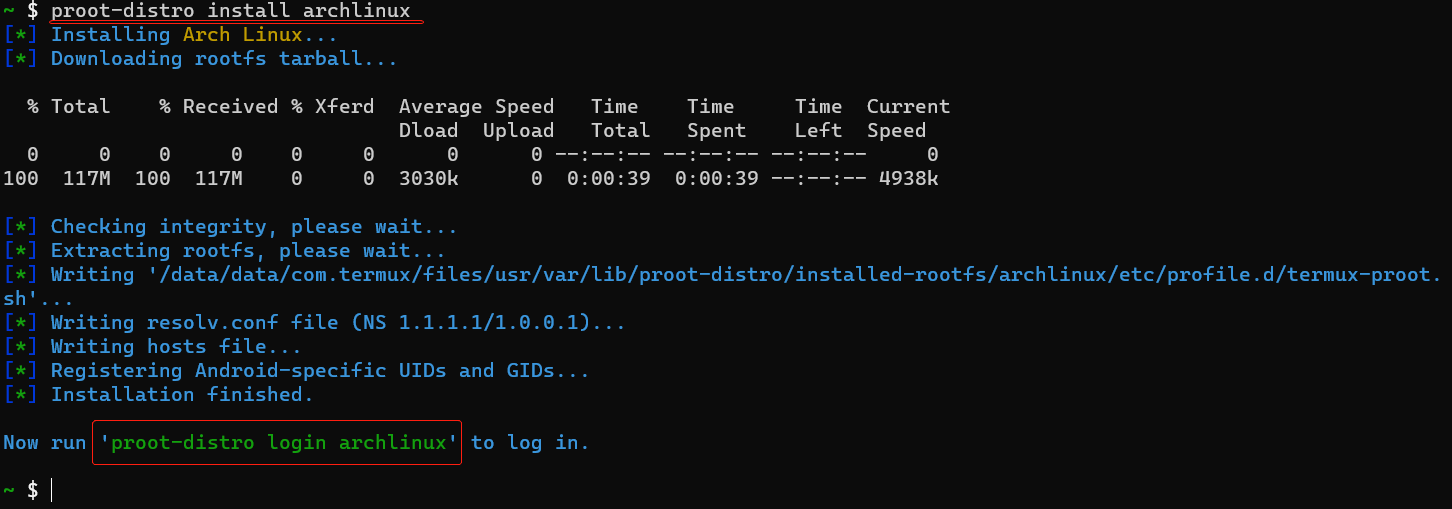 ~ $ proot-distro install archlinux
[*] Installing Arch Linux...
[*] Downloading rootfs tarball...
  % Total    % Received % Xferd  Average Speed   Time    Time     Time  Current
                                 Dload  Upload   Total   Spent    Left  Speed
  0     0    0     0    0     0      0      0 --:--:-- --:--:-- --:--:--     0
100  117M  100  117M    0     0  3030k      0  0:00:39  0:00:39 --:--:-- 4938k
[*] Checking integrity, please wait...
[*] Extracting rootfs, please wait...
[*] Writing '/data/data/com.termux/files/usr/var/lib/proot-distro/installed-rootfs/archlinux/etc/profile.d/termux-proot.
sh'...
[*] Writing resolv.conf file (NS 1.1.1.1/1.0.0.1)...
[*] Writing hosts file...
[*] Registering Android-specific UIDs and GIDs...
[*] Installation finished.
Now run 'proot-distro login archlinux' to log in.
~ $